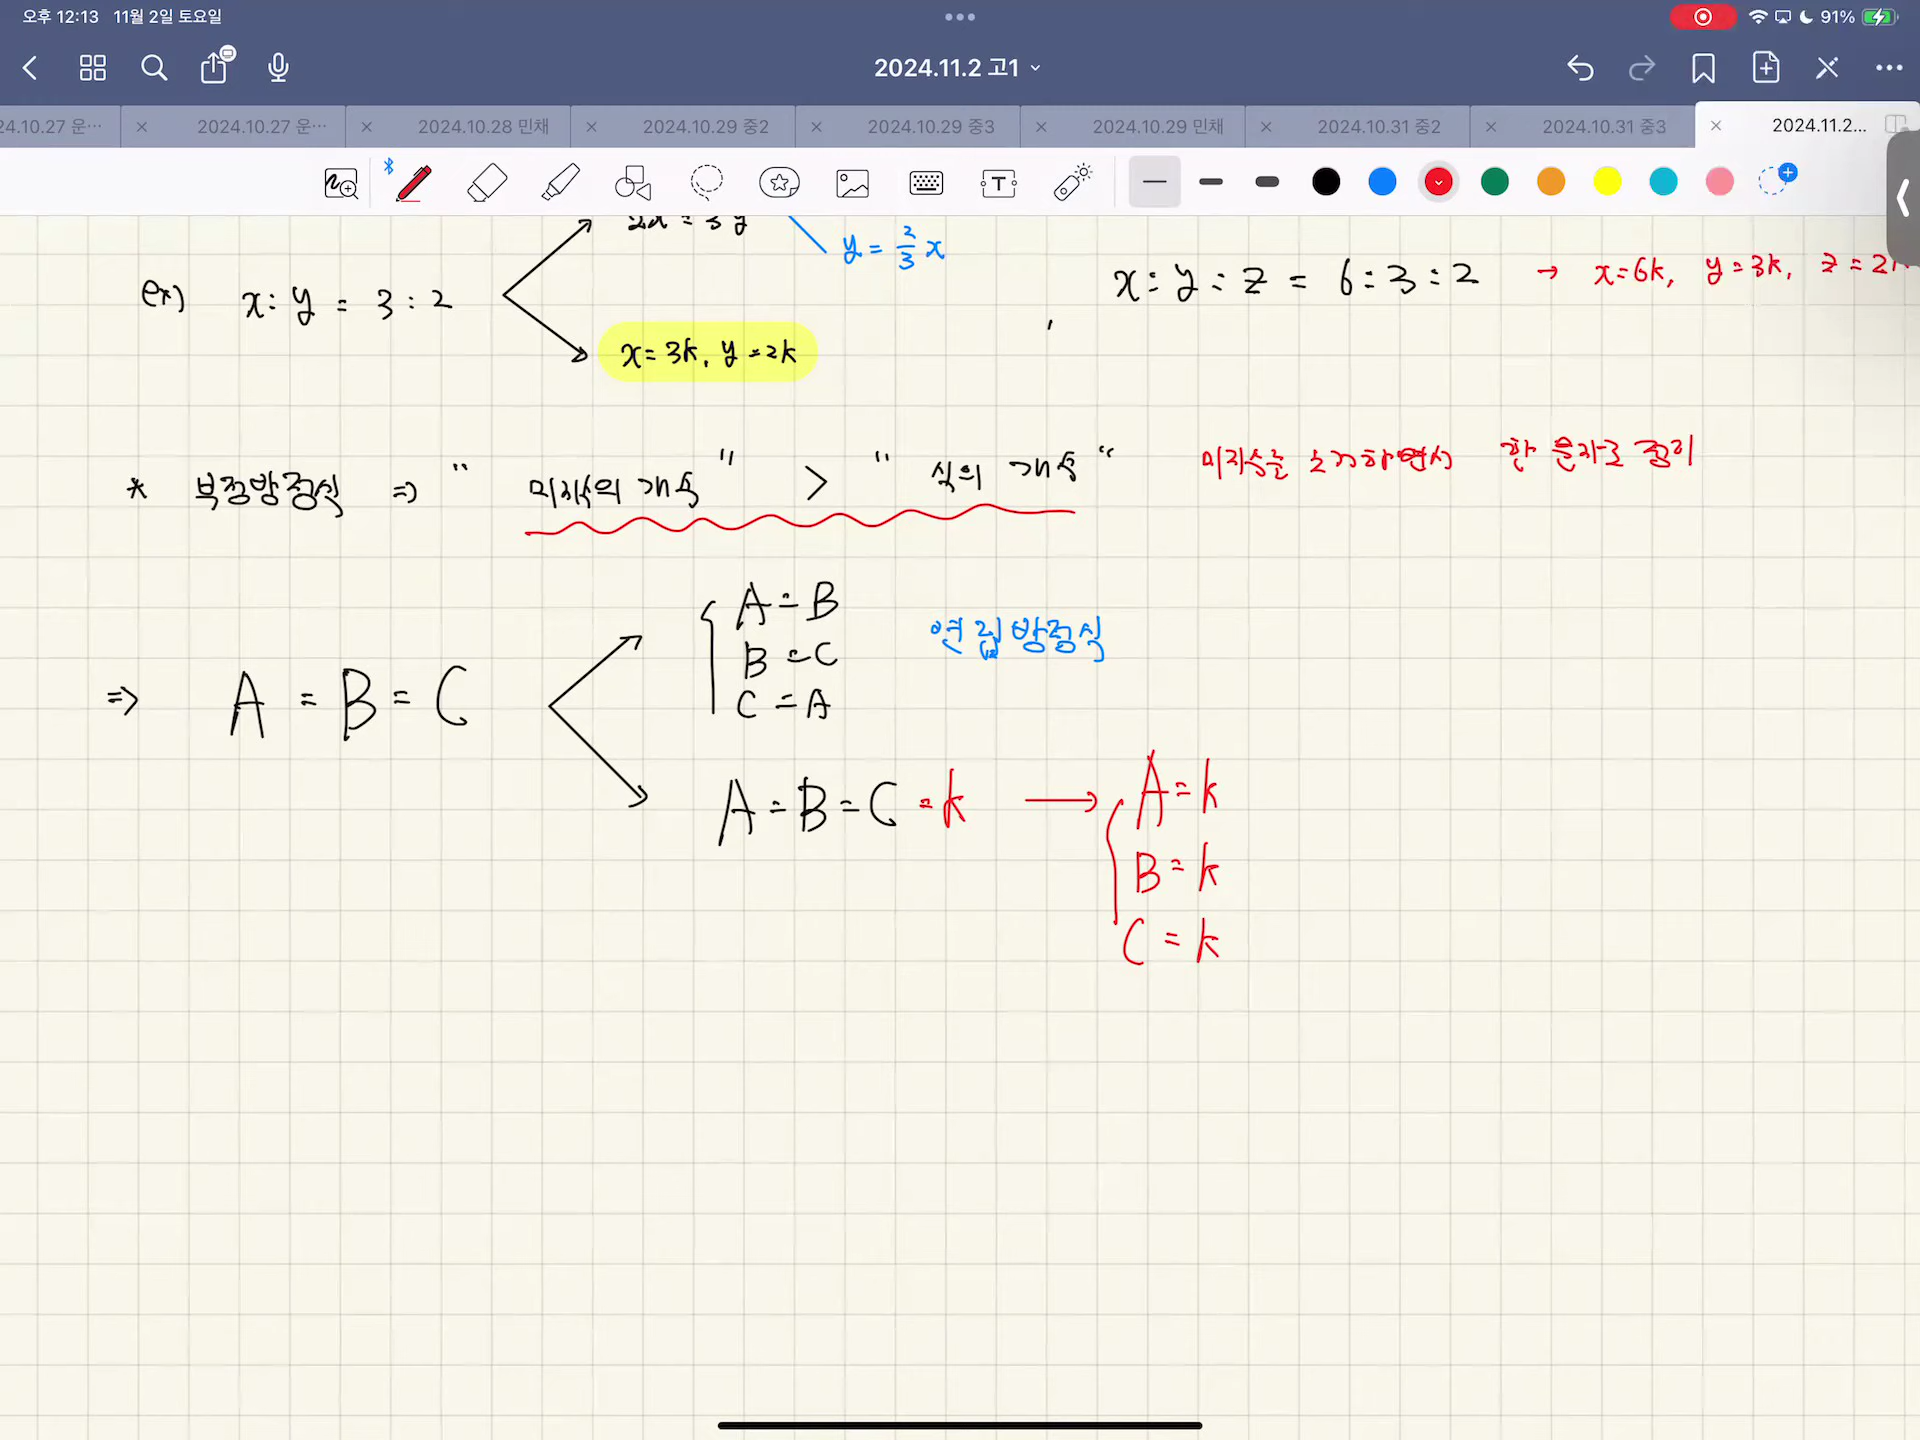 오후 12:13 11월 2일 토요일
91%
2024.11.2 고1
24.10.27 운…
2024.10.27 운…
2024.10.28 민채
2024.10.29 중2
2024.10.29 중3
2024.10.29 민채
2024.10.31 중2
2024.10.31 중3
2024.11.2...
2x = 3y
y = 2/3 x
ex) x : y = 3 : 2
x = 3k, y = 2k
x : y : z = 6 : 3 : 2 → x=6k, y=3k, z=2k
* 부정방정식 => "미지수의 개수" > "식의 개수" 미지수를 소거하면서 한 문자로 정리
=> A = B = C
A = B
B = C
C = A
연립방정식
A = B = C = k → A = k
B = k
C = k